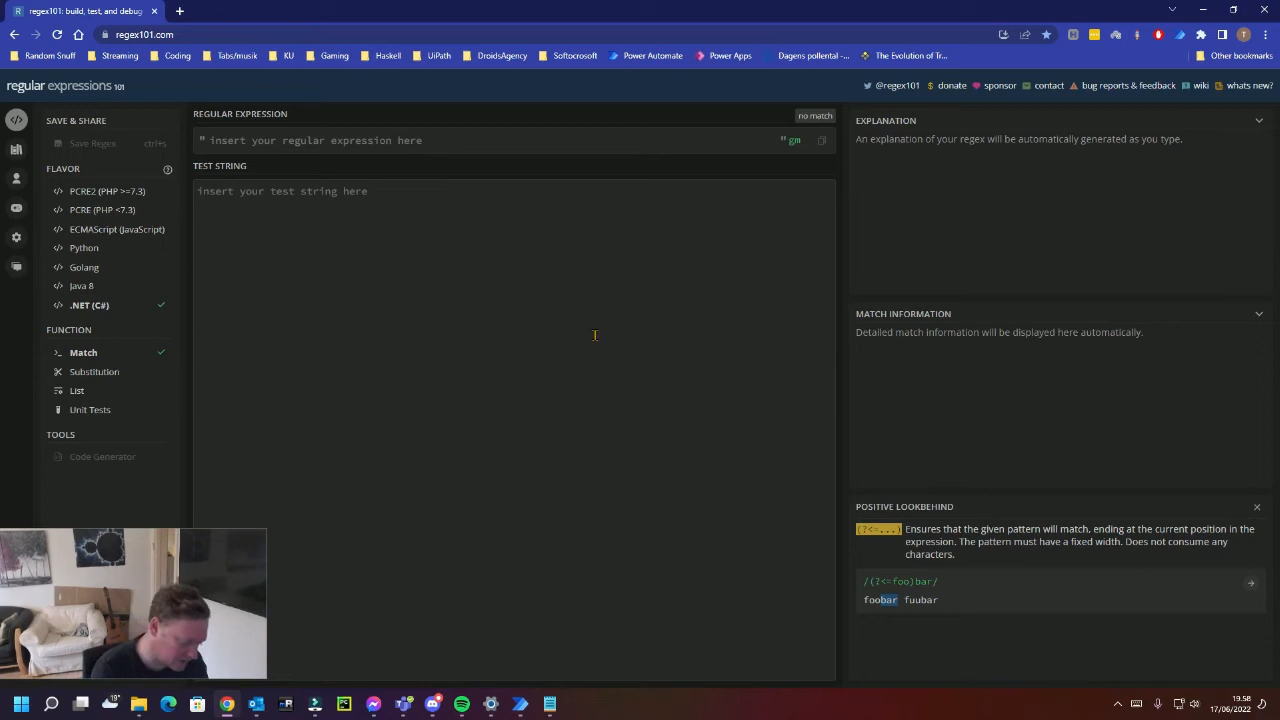 regex101: build, test, and debug
regex101.com
Random Snuff
Streaming
Coding
Tabs/musik
KU
Gaming
Haskell
UiPath
DroidsAgency
Softocrosoft
Power Automate
Power Apps
Dagens pollental -...
The Evolution of Tr...
Other bookmarks
regular expressions 101
@regex101
$ donate
sponsor
contact
bug reports & feedback
wiki
whats new?
SAVE & SHARE
Save Regex ctrl+s
FLAVOR
PCRE2 (PHP >=7.3)
PCRE (PHP <7.3)
ECMAScript (JavaScript)
Python
Golang
Java 8
.NET (C#)
FUNCTION
Match
Substitution
List
Unit Tests
TOOLS
Code Generator
REGULAR EXPRESSION
no match
" insert your regular expression here " gm
TEST STRING
insert your test string here
EXPLANATION
An explanation of your regex will be automatically generated as you type.
MATCH INFORMATION
Detailed match information will be displayed here automatically.
POSITIVE LOOKBEHIND
(?<=...) Ensures that the given pattern will match, ending at the current position in the
expression. The pattern must have a fixed width. Does not consume any
characters.
/(?<=foo)bar/
foobar fuubar
19°
19.58
17/06/2022